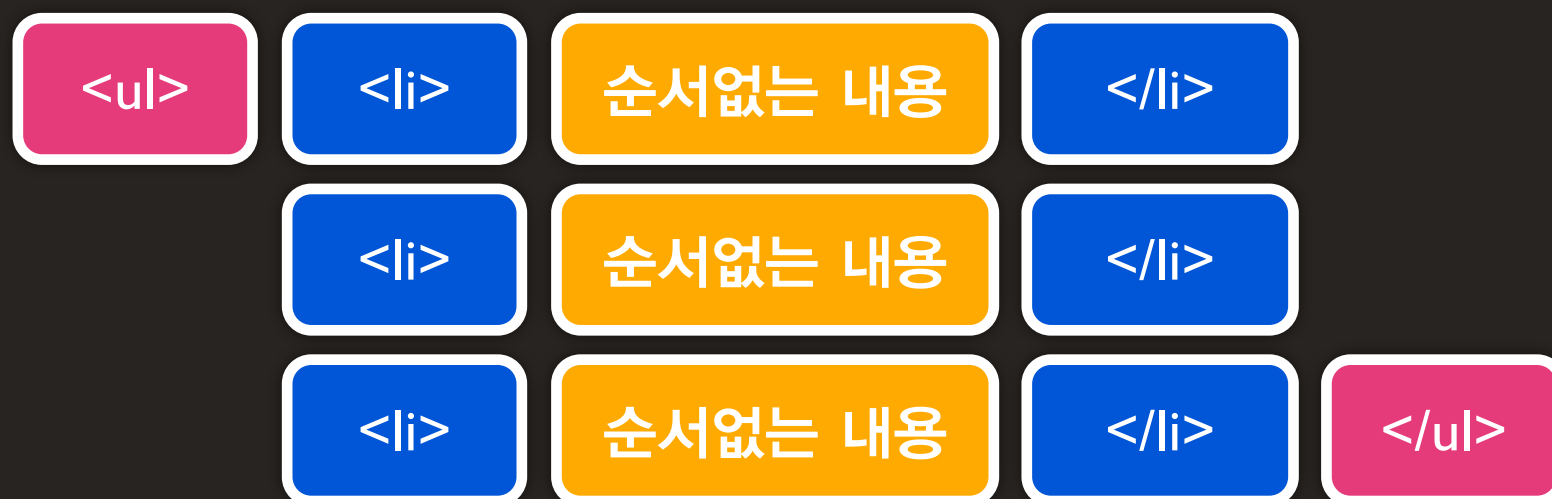 <ul> <li> 순서없는 내용 </li>
<li> 순서없는 내용 </li>
<li> 순서없는 내용 </li> </ul>